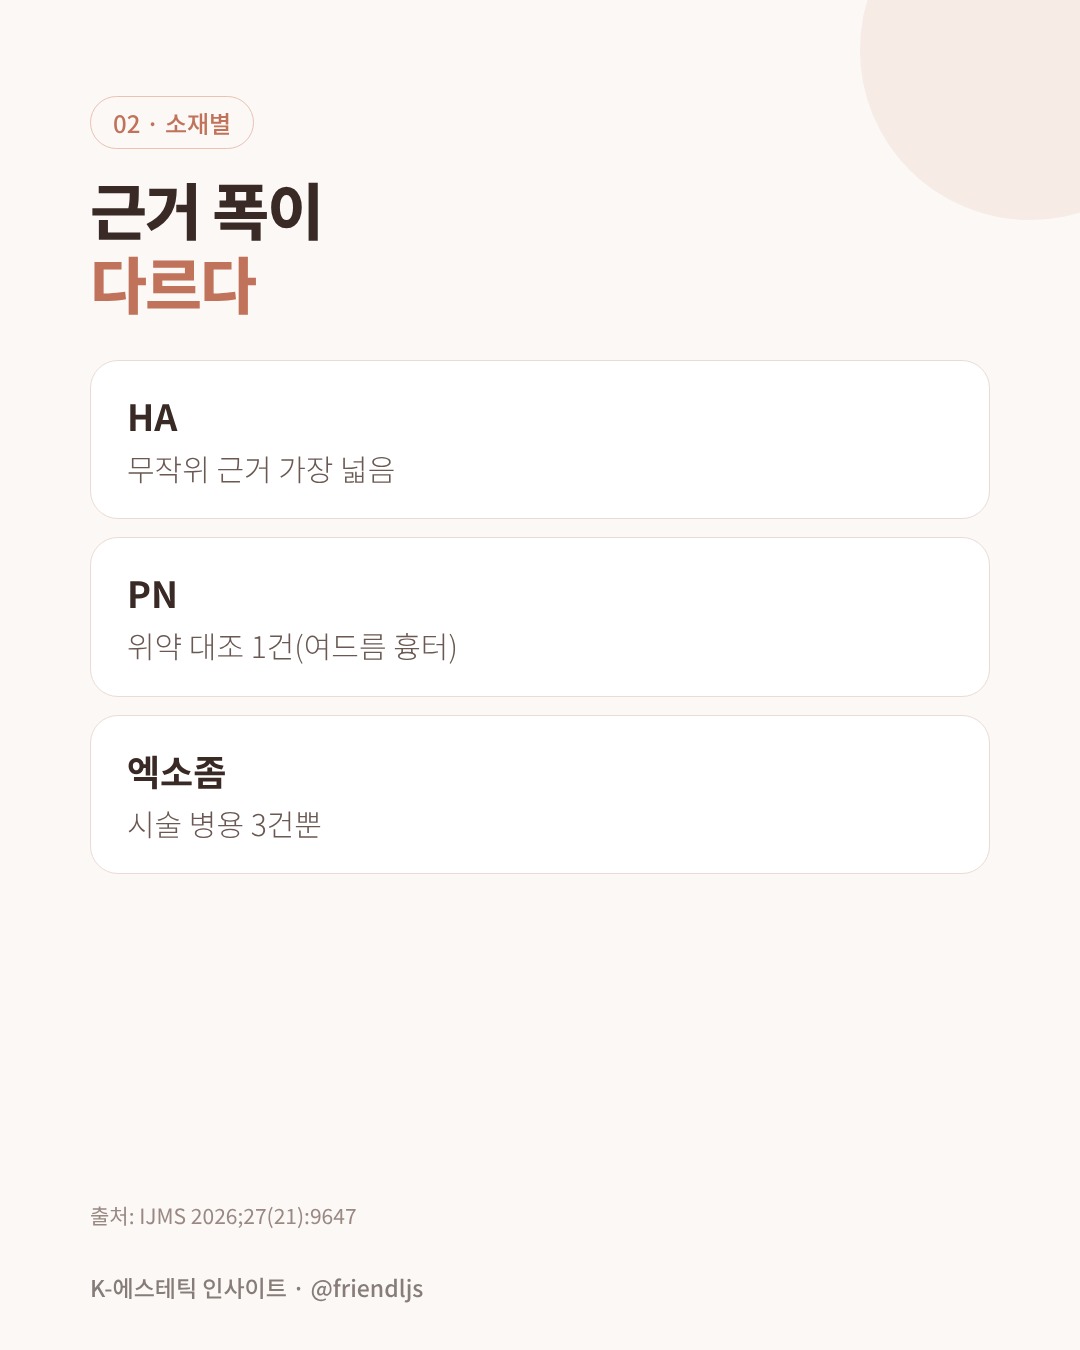 02 · 소재별
근거 폭이
다르다
HA
무작위 근거 가장 넓음
PN
위약 대조 1건(여드름 흉터)
엑소좀
시술 병용 3건뿐
출처: IJMS 2026;27(21):9647
K-에스테틱 인사이트 · @friendljs